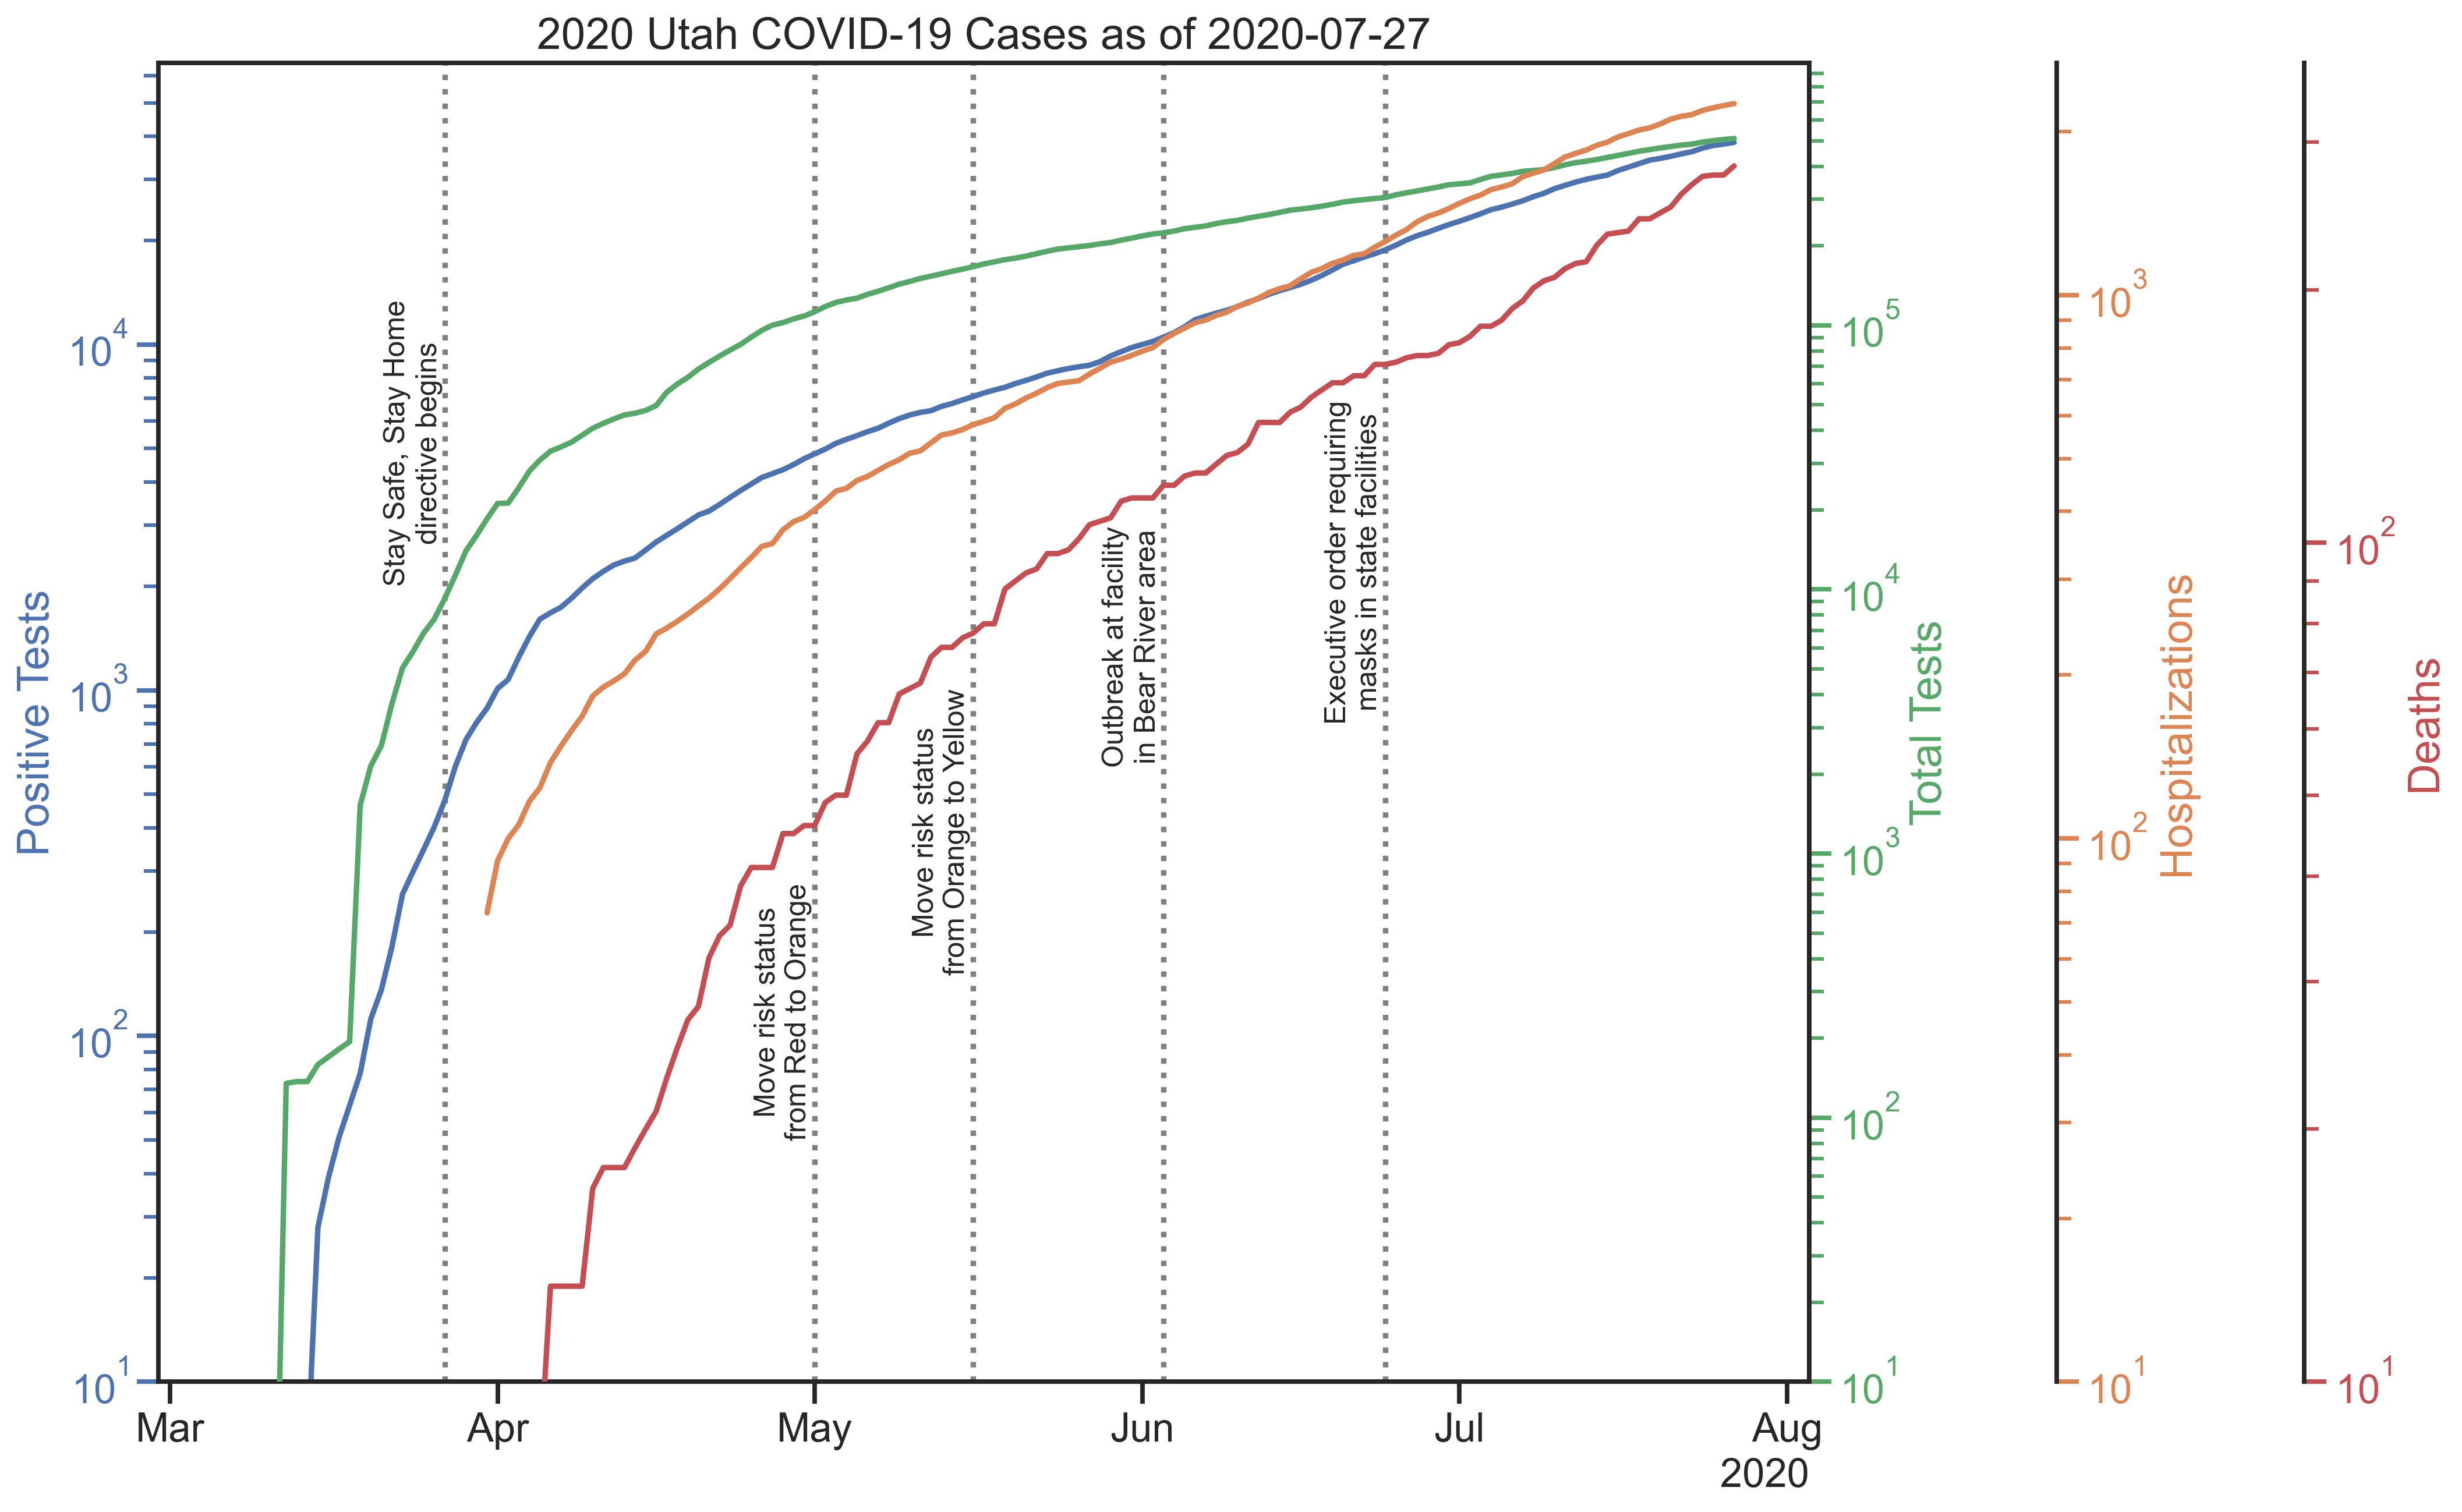 2020 Utah COVID-19 Cases as of 2020-07-27
Positive Tests
10^4
10^3
10^2
10^1
Stay Safe, Stay Home
directive begins
Move risk status
from Red to Orange
Move risk status
from Orange to Yellow
Outbreak at facility
in Bear River area
Executive order requiring
masks in state facilities
10^5
10^4
10^3
10^2
10^1
Total Tests
10^3
10^2
10^1
Hospitalizations
10^2
10^1
Deaths
Mar
Apr
May
Jun
Jul
Aug
2020